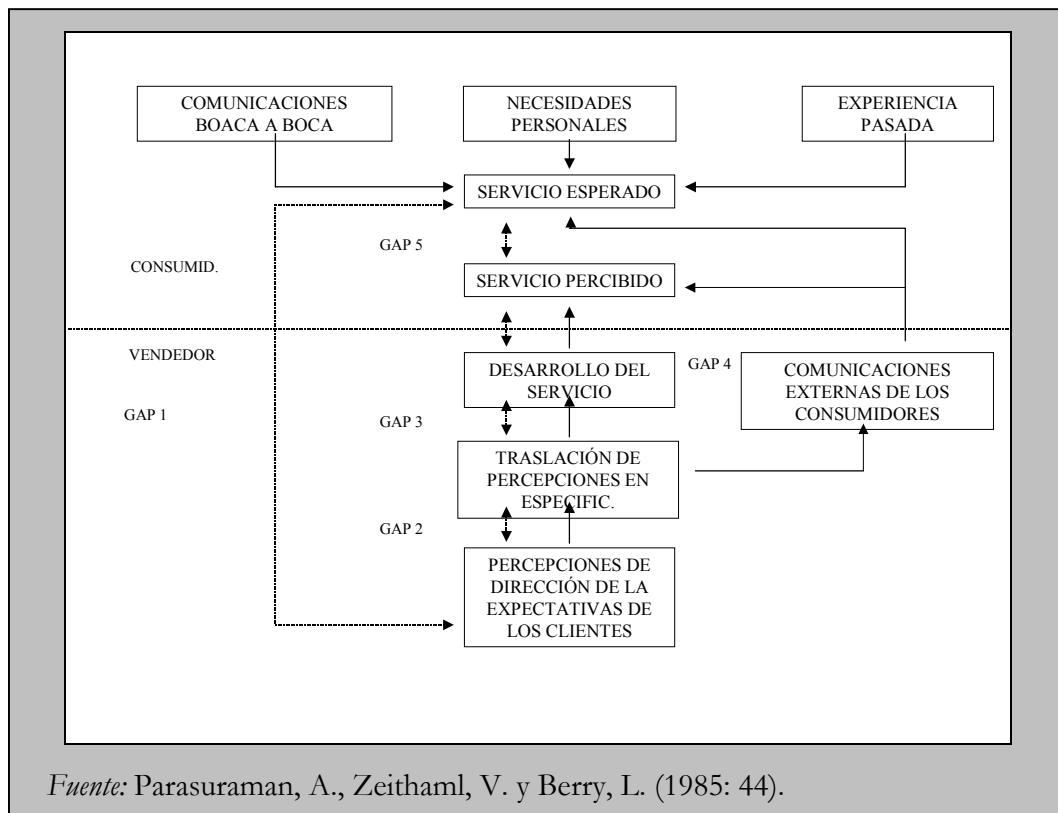 COMUNICACIONES
BOACA A BOCA
NECESIDADES
PERSONALES
EXPERIENCIA
PASADA
SERVICIO ESPERADO
GAP 5
CONSUMID.
SERVICIO PERCIBIDO
VENDEDOR
DESARROLLO DEL
SERVICIO
GAP 4
COMUNICACIONES
EXTERNAS DE LOS
CONSUMIDORES
GAP 1
GAP 3
TRASLACIÓN DE
PERCEPCIONES EN
ESPECIFIC.
GAP 2
PERCEPCIONES DE
DIRECCIÓN DE LA
EXPECTATIVAS DE
LOS CLIENTES
Fuente: Parasuraman, A., Zeithaml, V. y Berry, L. (1985: 44).